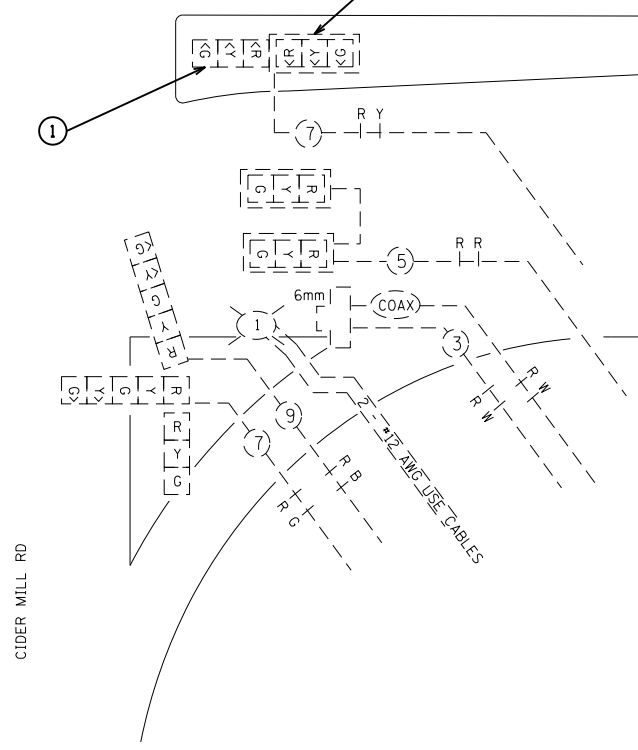 <G <Y <R <R <Y <G
1
7
R Y
G Y R
G Y R
5
R R
6mm
COAX
1
3
<G <Y G Y R
R W
R W
<G <Y G Y R
R
Y
G
9
7
2-#12 AWG USE CABLES
R B
R G
CIDER MILL RD